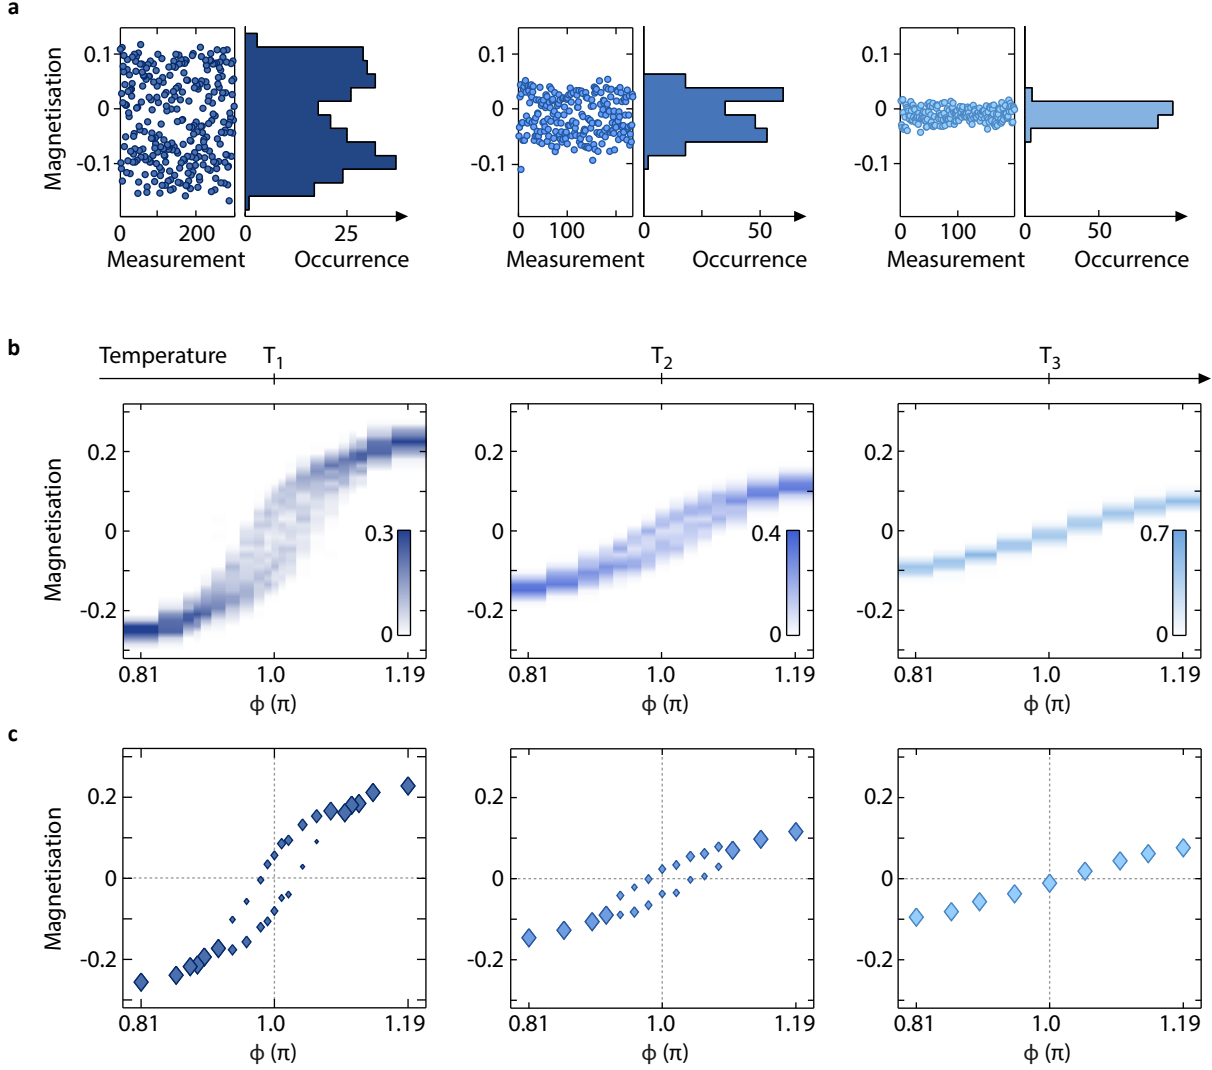 a
Magnetisation
0.1
0
-0.1
0 200
Measurement
0 25
Occurrence
0.1
0
-0.1
0 100
Measurement
0 50
Occurrence
0.1
0
-0.1
0 100
Measurement
0 50
Occurrence
b
Temperature T1 T2 T3
Magnetisation
0.2
0
-0.2
0.3
0
0.81 1.0 1.19
ϕ (π)
0.2
0
-0.2
0.4
0
0.81 1.0 1.19
ϕ (π)
0.2
0
-0.2
0.7
0
0.81 1.0 1.19
ϕ (π)
c
Magnetisation
0.2
0
-0.2
0.81 1.0 1.19
ϕ (π)
0.2
0
-0.2
0.81 1.0 1.19
ϕ (π)
0.2
0
-0.2
0.81 1.0 1.19
ϕ (π)